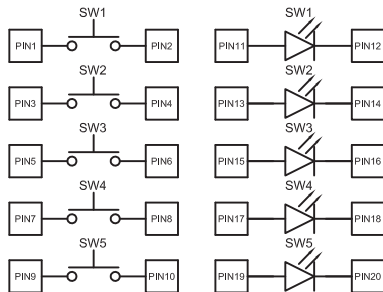 SW1 SW1
PIN1 PIN2 PIN11 PIN12
SW2 SW2
PIN3 PIN4 PIN13 PIN14
SW3 SW3
PIN5 PIN6 PIN15 PIN16
SW4 SW4
PIN7 PIN8 PIN17 PIN18
SW5 SW5
PIN9 PIN10 PIN19 PIN20